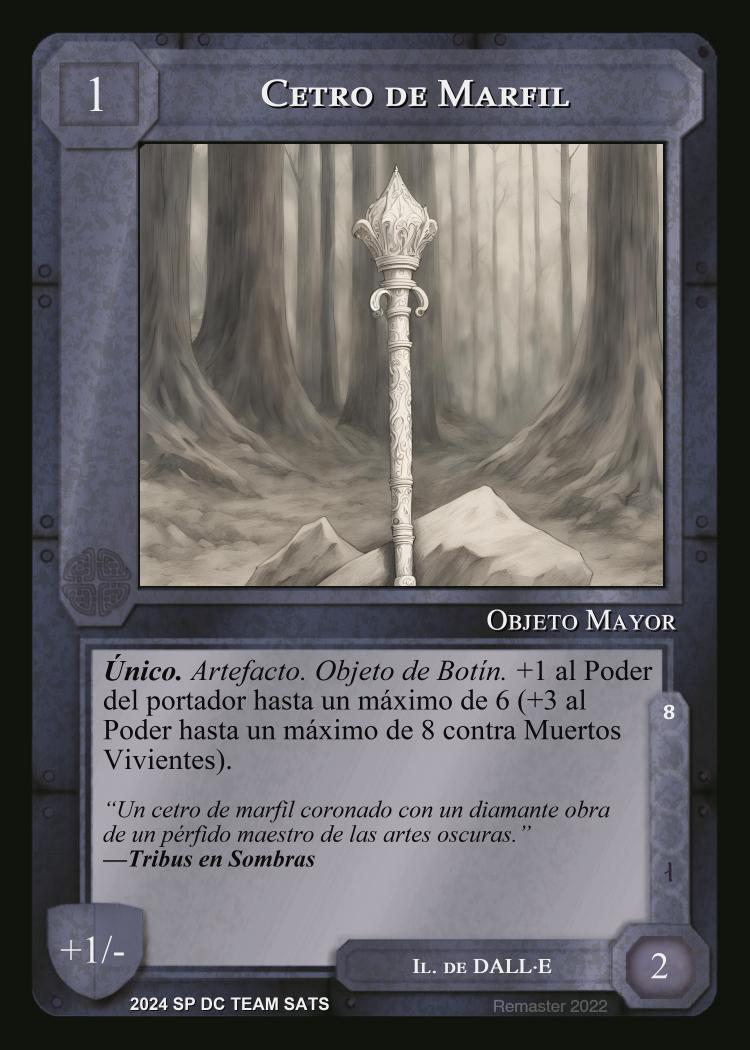 1
Cetro de Marfil
Objeto Mayor
Único. Artefacto. Objeto de Botín. +1 al Poder
del portador hasta un máximo de 6 (+3 al
Poder hasta un máximo de 8 contra Muertos
Vivientes).
8
“Un cetro de marfil coronado con un diamante obra
de un pérfido maestro de las artes oscuras.”
—Tribus en Sombras
+1/-
Il. de DALL·E
2
2024 SP DC TEAM SATS
Remaster 2022